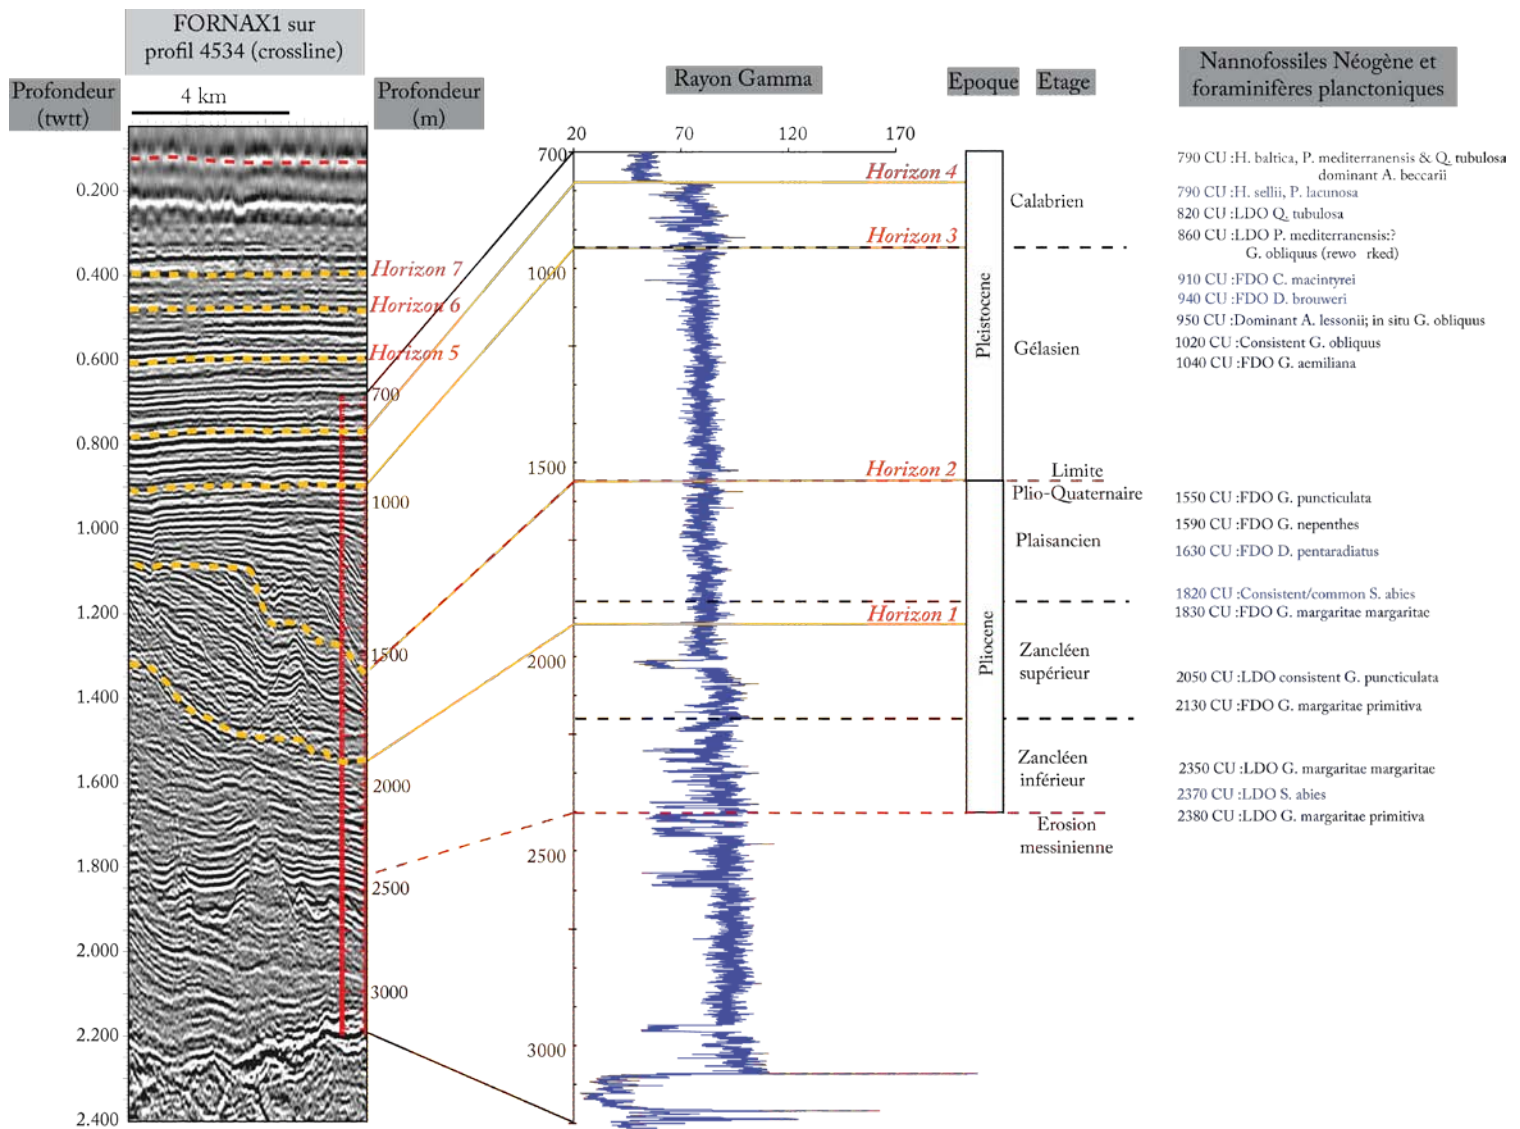 FORNAX1 sur
profil 4534 (crossline)
Profondeur
(twtt)
4 km
Profondeur
(m)
Rayon Gamma
Epoque
Etage
Nannofossiles Néogène et
foraminifères planctoniques
20
70
120
170
0.200
0.400
0.600
0.800
1.000
1.200
1.400
1.600
1.800
2.000
2.200
2.400
Horizon 7
Horizon 6
Horizon 5
700
1000
1500
2000
2500
3000
700
1000
1500
2000
2500
3000
Horizon 4
Horizon 3
Horizon 2
Horizon 1
Pleistocene
Pliocene
Calabrien
Gélasien
Limite
Plio-Quaternaire
Plaisancien
Zancléen
supérieur
Zancléen
inférieur
Erosion
messinienne
790 CU :H. baltica, P. mediterranensis & Q. tubulosa
dominant A. beccarii
790 CU :H. sellii, P. lacunosa
820 CU :LDO Q. tubulosa
860 CU :LDO P. mediterranensis:?
G. obliquus (rewo rked)
910 CU :FDO C. macintyrei
940 CU :FDO D. brouweri
950 CU :Dominant A. lessonii; in situ G. obliquus
1020 CU :Consistent G. obliquus
1040 CU :FDO G. aemiliana
1550 CU :FDO G. puncticulata
1590 CU :FDO G. nepenthes
1630 CU :FDO D. pentaradiatus
1820 CU :Consistent/common S. abies
1830 CU :FDO G. margaritae margaritae
2050 CU :LDO consistent G. puncticulata
2130 CU :FDO G. margaritae primitiva
2350 CU :LDO G. margaritae margaritae
2370 CU :LDO S. abies
2380 CU :LDO G. margaritae primitiva